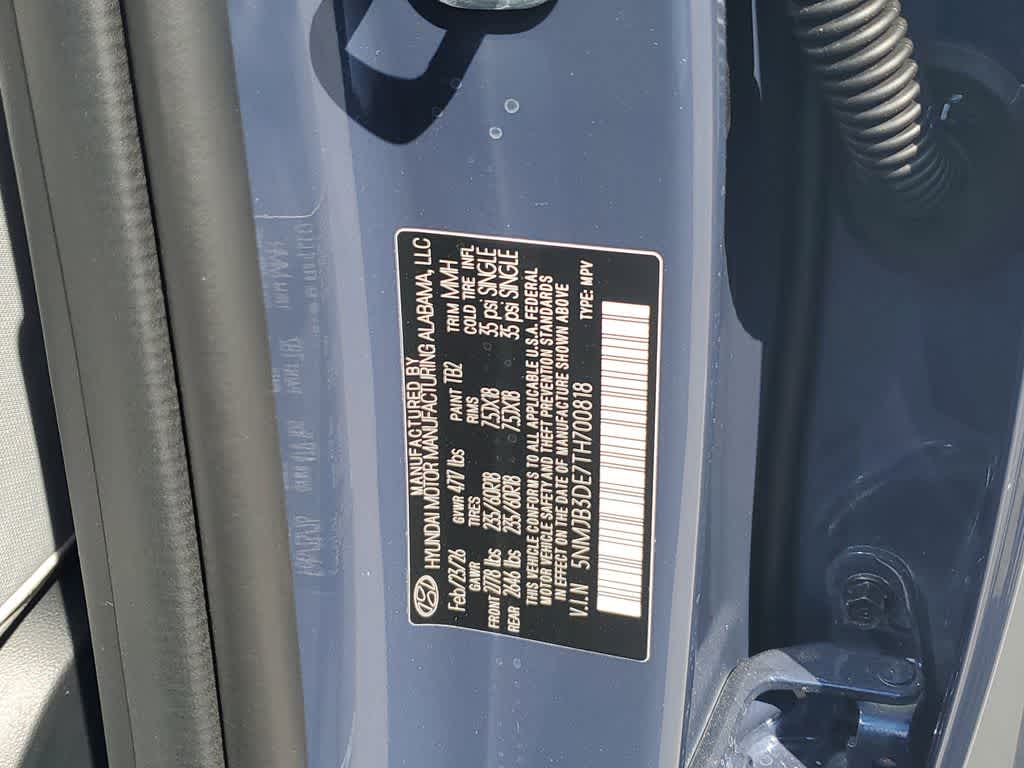 MANUFACTURED BY
HYUNDAI MOTOR MANUFACTURING ALABAMA, LLC
Feb/25/26 GVWR 4717 lbs PAINT TB2 TRIM MMH
GAWR TIRES RIMS COLD TIRE INFL
FRONT 2778 lbs 235/60R18 7.5JX18 35 psi SINGLE
REAR 2646 lbs 235/60R18 7.5JX18 35 psi SINGLE
THIS VEHICLE CONFORMS TO ALL APPLICABLE U.S.A. FEDERAL
MOTOR VEHICLE SAFETY AND THEFT PREVENTION STANDARDS
IN EFFECT ON THE DATE OF MANUFACTURE SHOWN ABOVE
V.I.N 5NMJB3DE7TH700818 TYPE: MPV